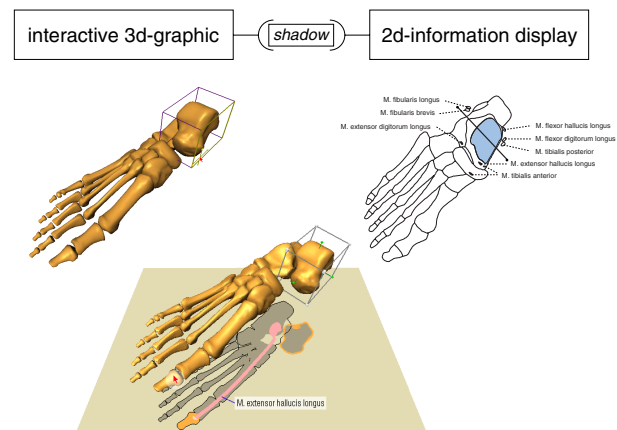 interactive 3d-graphic
shadow
2d-information display
M. fibularis longus
M. fibularis brevis
M. extensor digitorum longus
M. flexor hallucis longus
M. flexor digitorum longus
M. tibialis posterior
M. extensor hallucis longus
M. tibialis anterior
M. extensor hallucis longus